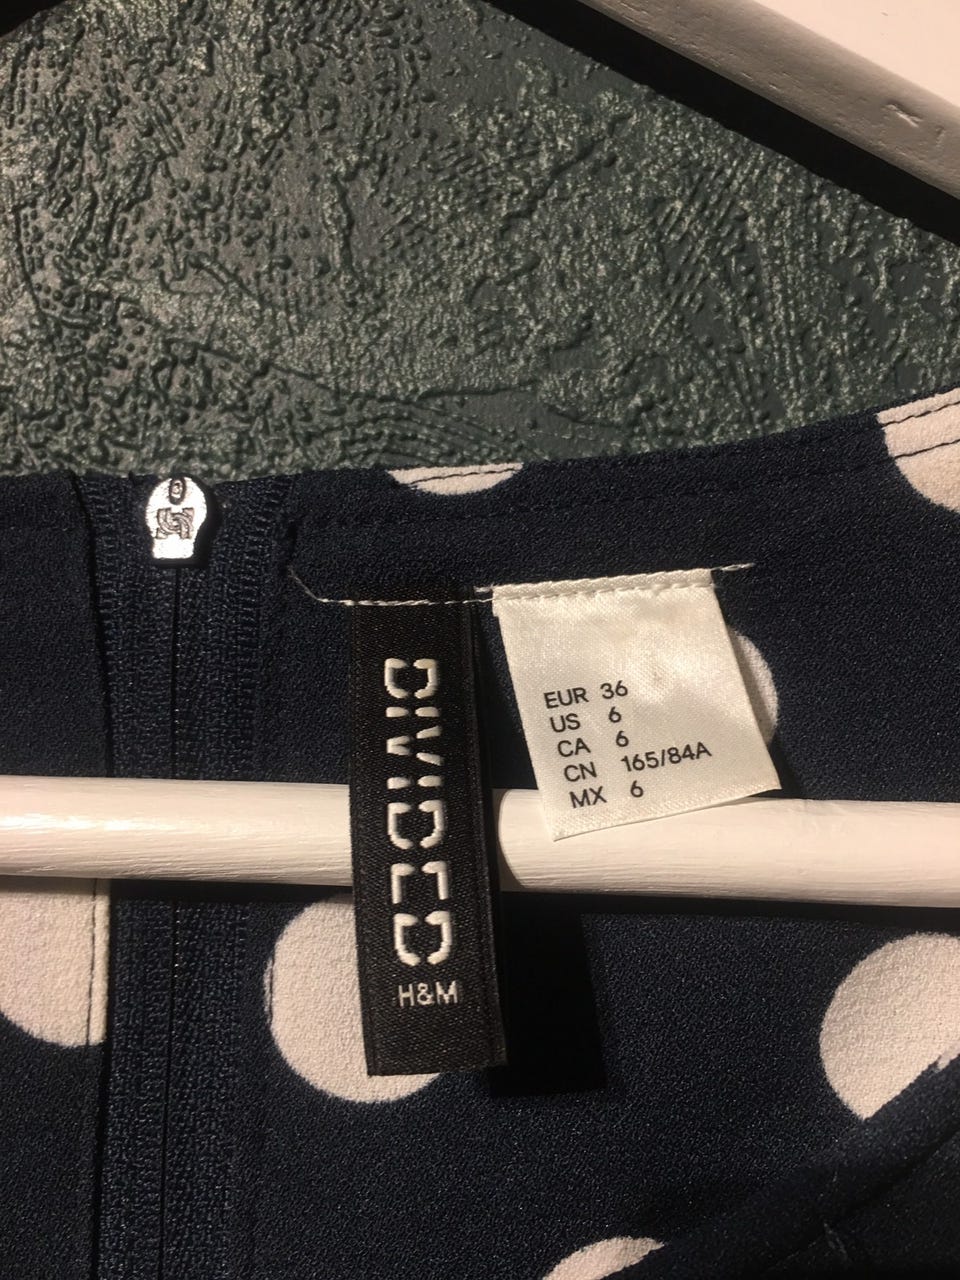 DIVIDED
H&M
EUR 36
US 6
CA 6
CN 165/84A
MX 6